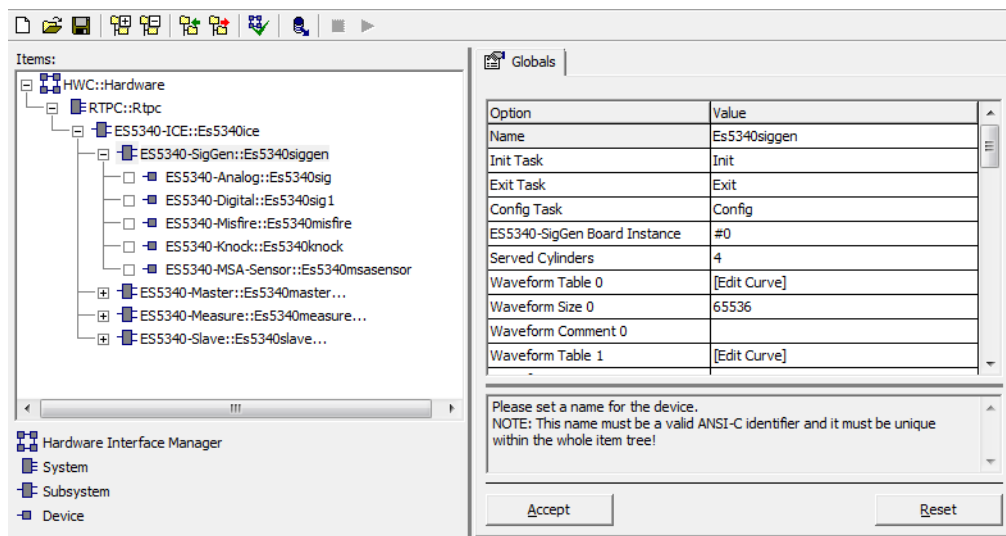 Items:
HWC::Hardware
RTPC::Rtpc
ES5340-ICE::Es5340ice
ES5340-SigGen::Es5340siggen
ES5340-Analog::Es5340sig
ES5340-Digital::Es5340sig1
ES5340-Misfire::Es5340misfire
ES5340-Knock::Es5340knock
ES5340-MSA-Sensor::Es5340msasensor
ES5340-Master::Es5340master...
ES5340-Measure::Es5340measure...
ES5340-Slave::Es5340slave...
Hardware Interface Manager
System
Subsystem
Device
Globals
Option Value
Name Es5340siggen
Init Task Init
Exit Task Exit
Config Task Config
ES5340-SigGen Board Instance #0
Served Cylinders 4
Waveform Table 0 [Edit Curve]
Waveform Size 0 65536
Waveform Comment 0
Waveform Table 1 [Edit Curve]
Please set a name for the device.
NOTE: This name must be a valid ANSI-C identifier and it must be unique
within the whole item tree!
Accept Reset